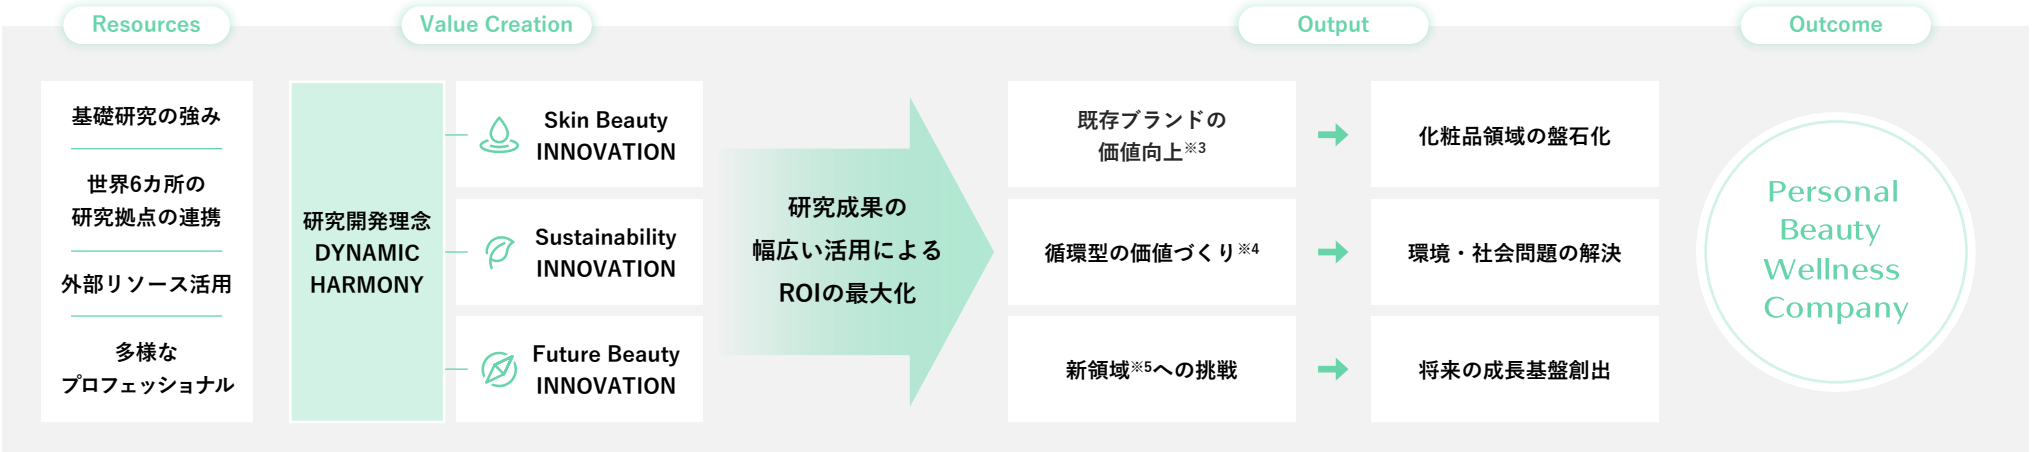 Resources
Value Creation
Output
Outcome
基礎研究の強み
世界6カ所の
研究拠点の連携
外部リソース活用
多様な
プロフェッショナル
研究開発理念
DYNAMIC
HARMONY
Skin Beauty
INNOVATION
Sustainability
INNOVATION
Future Beauty
INNOVATION
研究成果の
幅広い活用による
ROIの最大化
既存ブランドの
価値向上※3
化粧品領域の盤石化
循環型の価値づくり※4
環境・社会問題の解決
新領域※5への挑戦
将来の成長基盤創出
Personal
Beauty
Wellness
Company